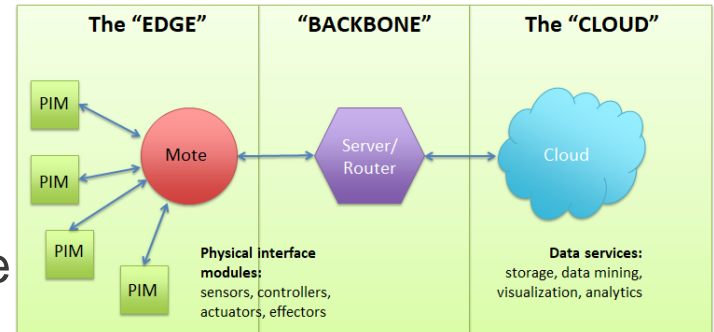 The “EDGE”
“BACKBONE”
The “CLOUD”
PIM
PIM
PIM
PIM
Mote
Server/
Router
Cloud
e
Physical interface
modules:
sensors, controllers,
actuators, effectors
Data services:
storage, data mining,
visualization, analytics